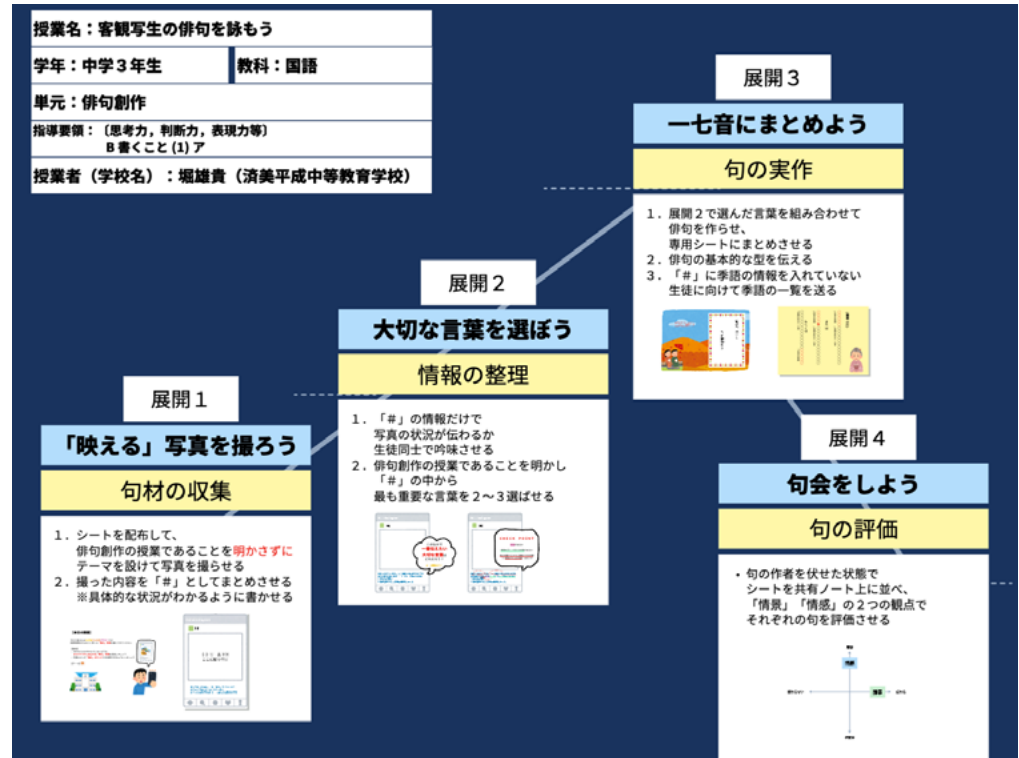 授業名：客観写生の俳句を詠もう
学年：中学３年生
教科：国語
単元：俳句創作
指導要領：〔思考力，判断力，表現力等〕
B 書くこと (1) ア
授業者（学校名）：堀雄貴（済美平成中等教育学校）
展開１
「映える」写真を撮ろう
句材の収集
１．シートを配布して、
俳句創作の授業であることを明かさずに
テーマを設けて写真を撮らせる
２．撮った内容を「＃」としてまとめさせる
※具体的な状況がわかるように書かせる
展開２
大切な言葉を選ぼう
情報の整理
１．「＃」の情報だけで
写真の状況が伝わるか
生徒同士で吟味させる
２．俳句創作の授業であることを明かし
「＃」の中から
最も重要な言葉を２〜３選ばせる
展開３
一七音にまとめよう
句の実作
１．展開２で選んだ言葉を組み合わせて
俳句を作らせ、
専用シートにまとめさせる
２．俳句の基本的な型を伝える
３．「＃」に季語の情報を入れていない
生徒に向けて季語の一覧を送る
展開４
句会をしよう
句の評価
・句の作者を伏せた状態で
シートを共有ノート上に並べ、
「情景」「情感」の２つの観点で
それぞれの句を評価させる